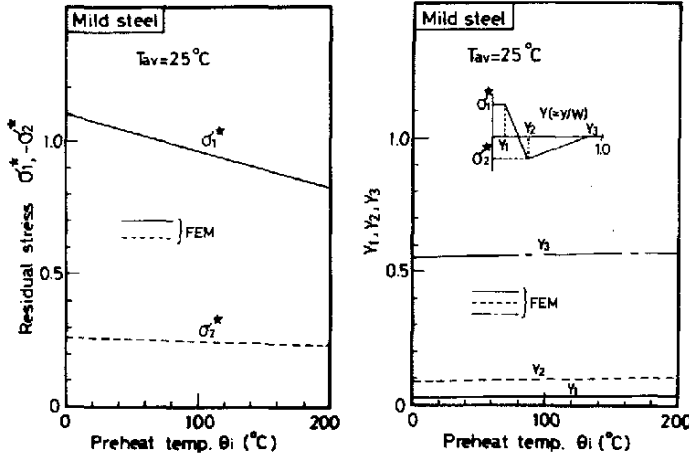 Mild steel
Tav=25°C
Residual stress σ₁*, -σ₂*
1.0
0.5
0
σ₁*
FEM
σ₂*
0
100
200
Preheat temp. θi (°C)
Mild steel
Tav=25°C
Y₁, Y₂, Y₃
1.0
0.5
0
σ₁*
Y(=y/W)
Y₂
Y₃
Y₁
1.0
σ₂*
Y₃
FEM
Y₂
Y₁
0
100
200
Preheat temp. θi (°C)